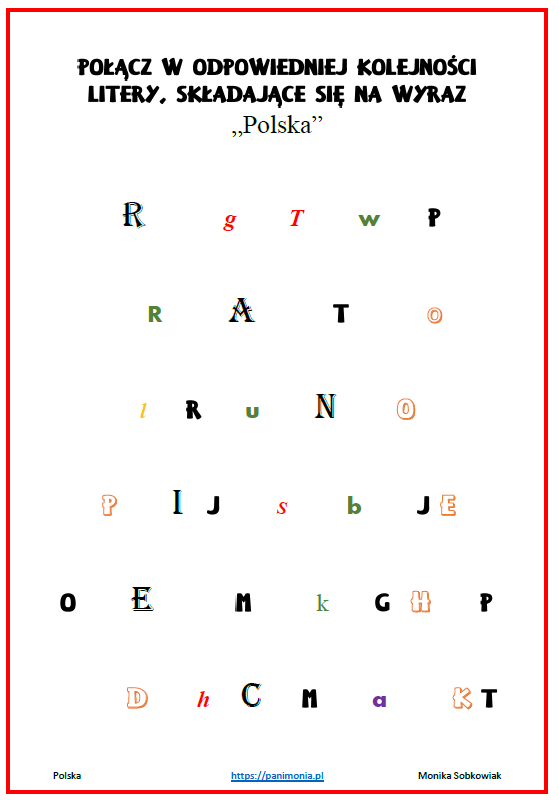 POŁĄCZ W ODPOWIEDNIEJ KOLEJNOŚCI
LITERY, SKŁADAJĄCE SIĘ NA WYRAZ
„Polska”
R g T w P
R A T o
l R u N O
P I J s b J E
O E M k G H P
D h C M a K T
Polska https://panimonia.pl Monika Sobkowiak